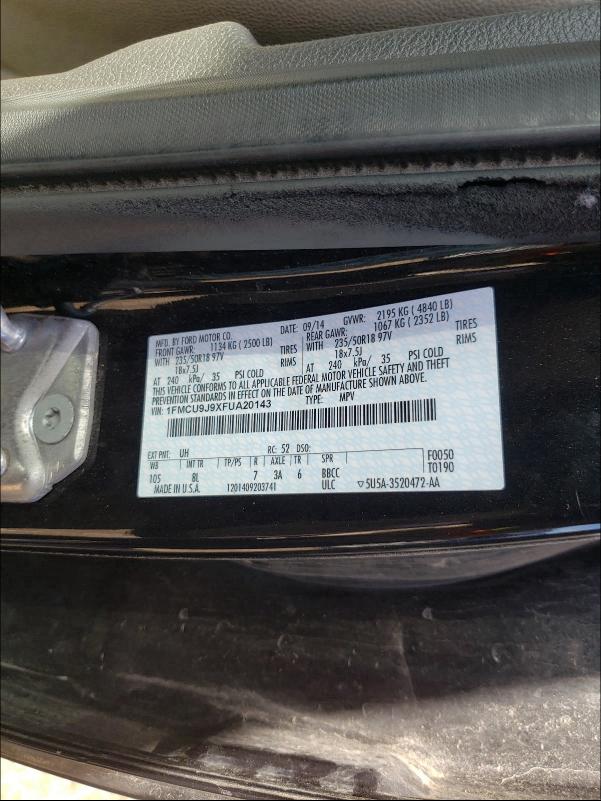 MFD. BY FORD MOTOR CO. DATE: 09/14 GVWR: 2195 KG ( 4840 LB)
FRONT GAWR: 1134 KG ( 2500 LB) REAR GAWR: 1067 KG ( 2352 LB)
WITH 235/50R18 97V TIRES WITH 235/50R18 97V TIRES
18x7.5J RIMS 18x7.5J RIMS
AT 240 kPa/ 35 PSI COLD AT 240 kPa/ 35 PSI COLD
THIS VEHICLE CONFORMS TO ALL APPLICABLE FEDERAL MOTOR VEHICLE SAFETY AND THEFT
PREVENTION STANDARDS IN EFFECT ON THE DATE OF MANUFACTURE SHOWN ABOVE.
VIN: 1FMCU9J9XFUA20143 TYPE: MPV
EXT PNT: UH RC: 52 DSO: F0050
WB INT TR TP/PS R AXLE TR SPR T0190
105 8L 7 3A 6 BBCC
MADE IN U.S.A. 1201409203741 ULC ▽5U5A-3520472-AA